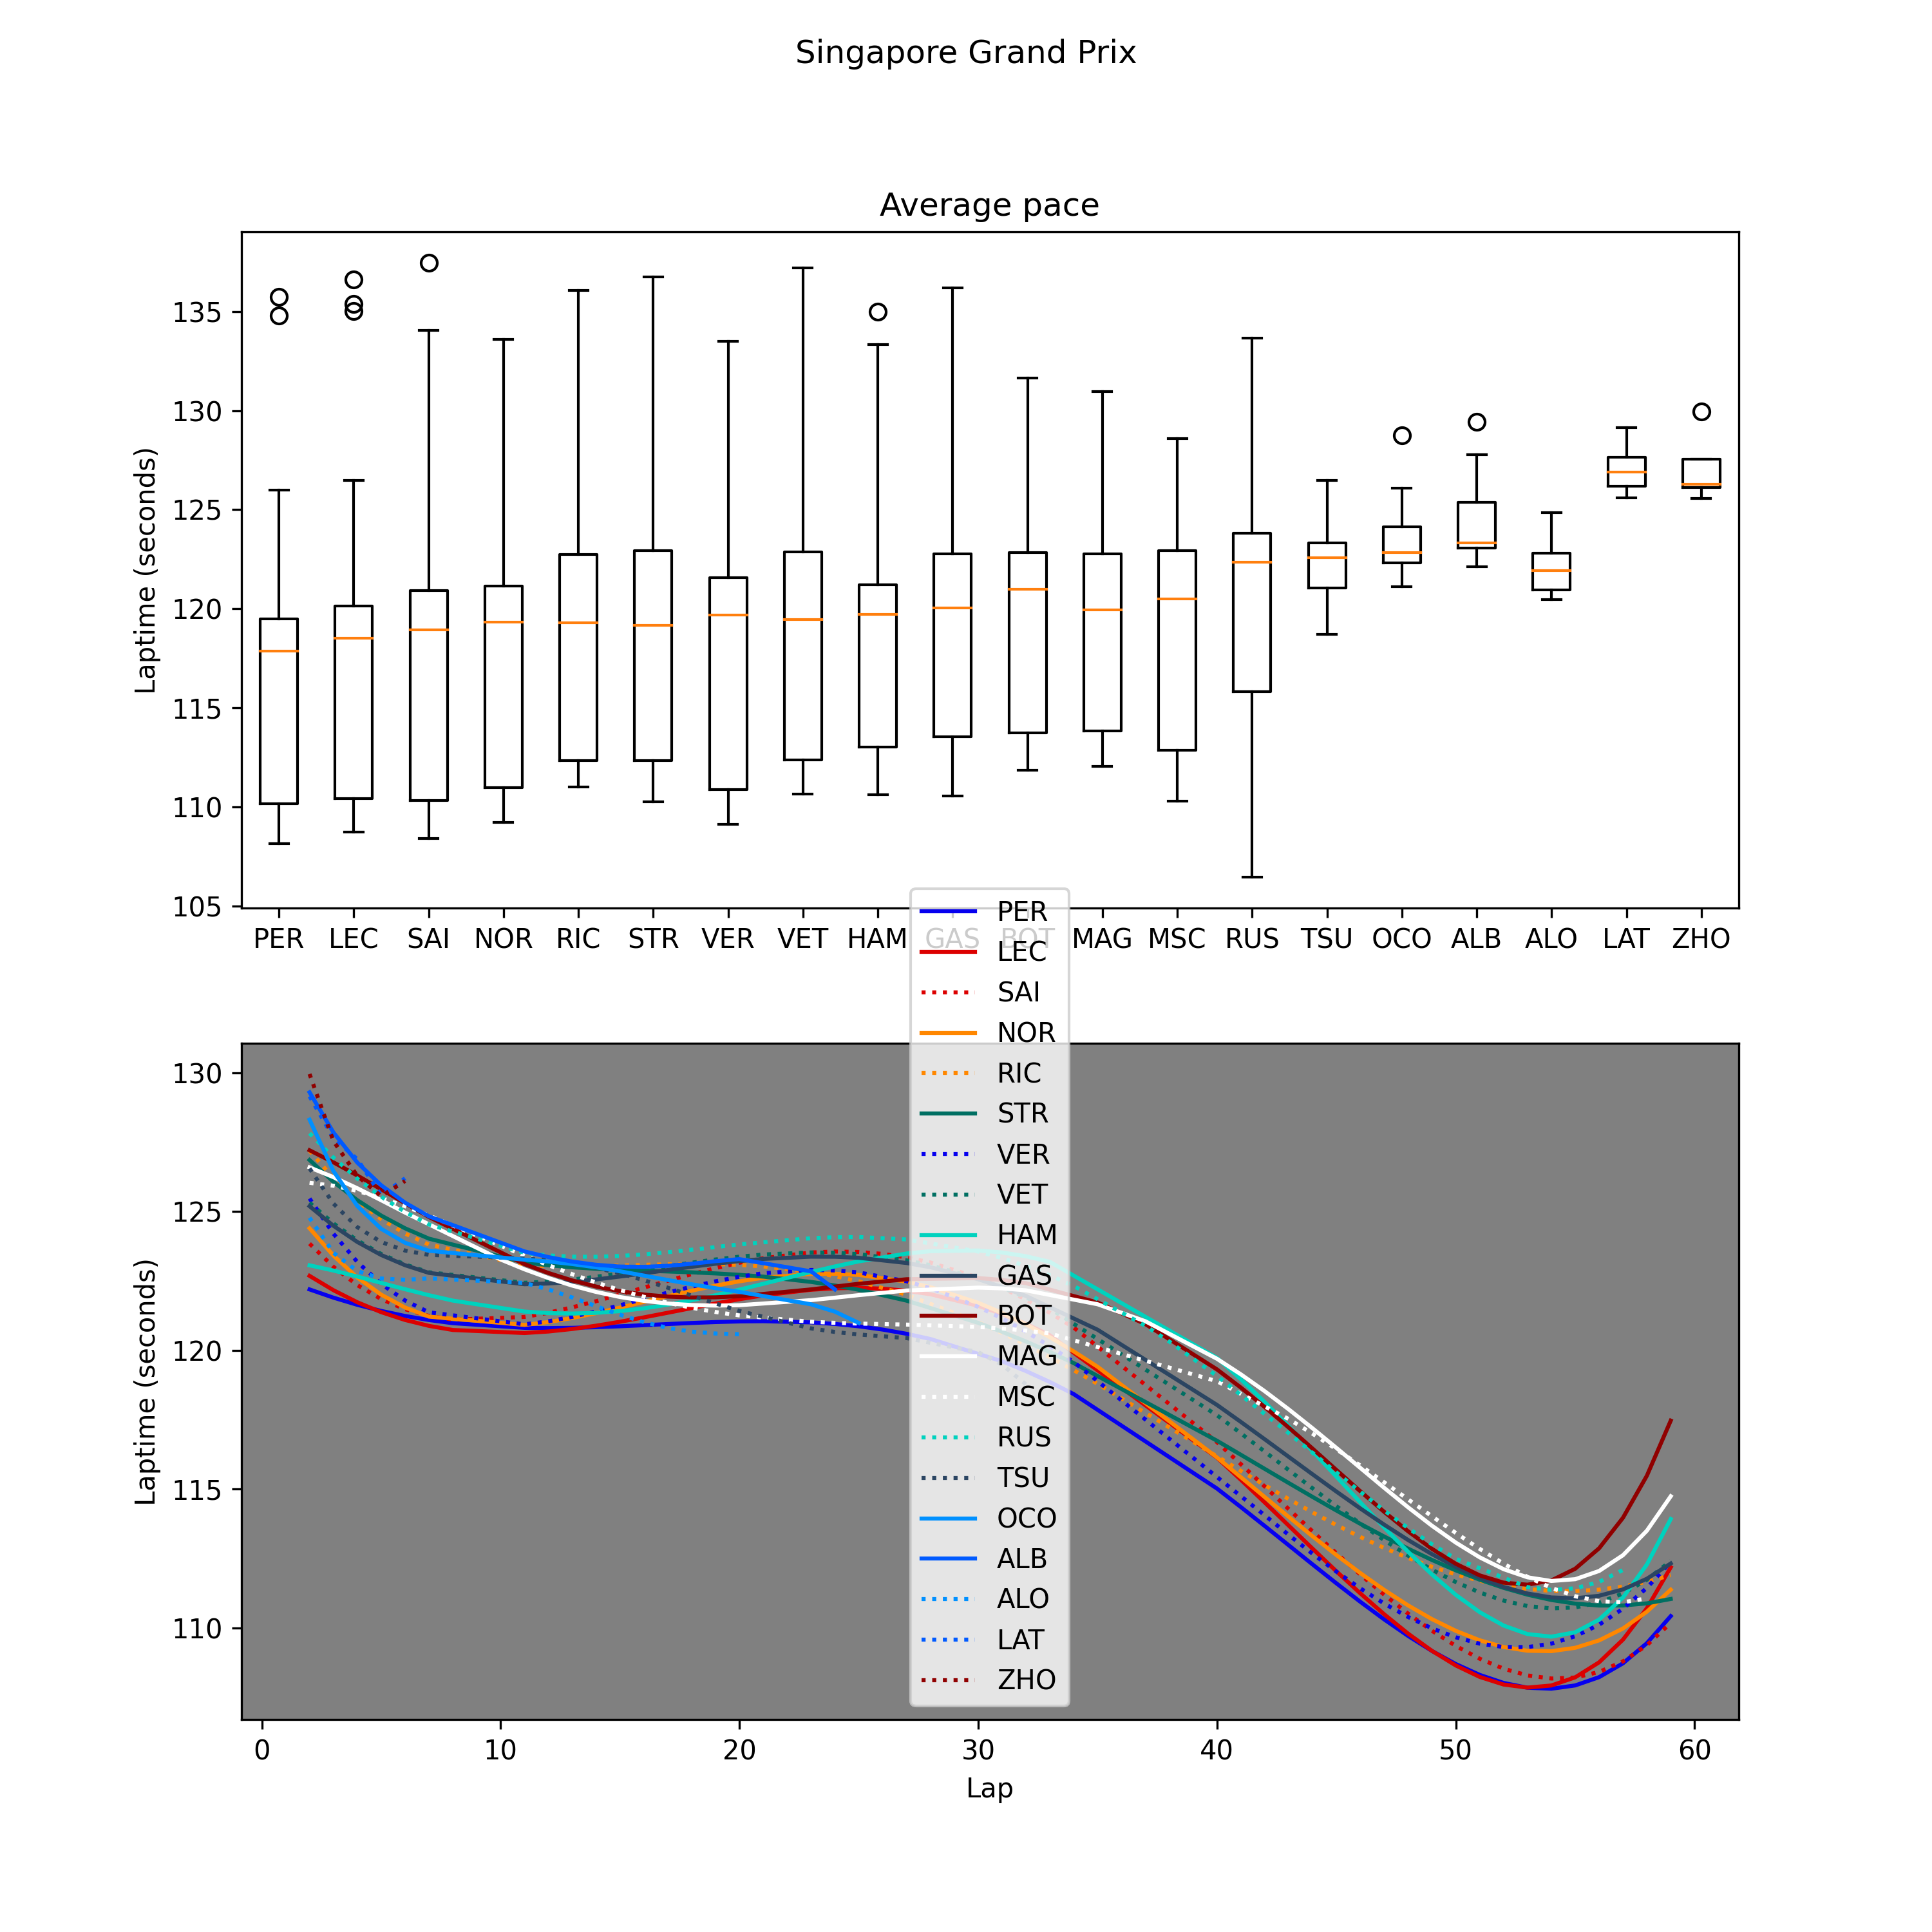 Singapore Grand Prix
Average pace
Laptime (seconds)
135
130
125
120
115
110
105
PER LEC SAI NOR RIC STR VER VET HAM GAS BOT MAG MSC RUS TSU OCO ALB ALO LAT ZHO
PER
LEC
SAI
NOR
RIC
STR
VER
VET
HAM
GAS
BOT
MAG
MSC
RUS
TSU
OCO
ALB
ALO
LAT
ZHO
Laptime (seconds)
130
125
120
115
110
0 10 20 30 40 50 60
Lap